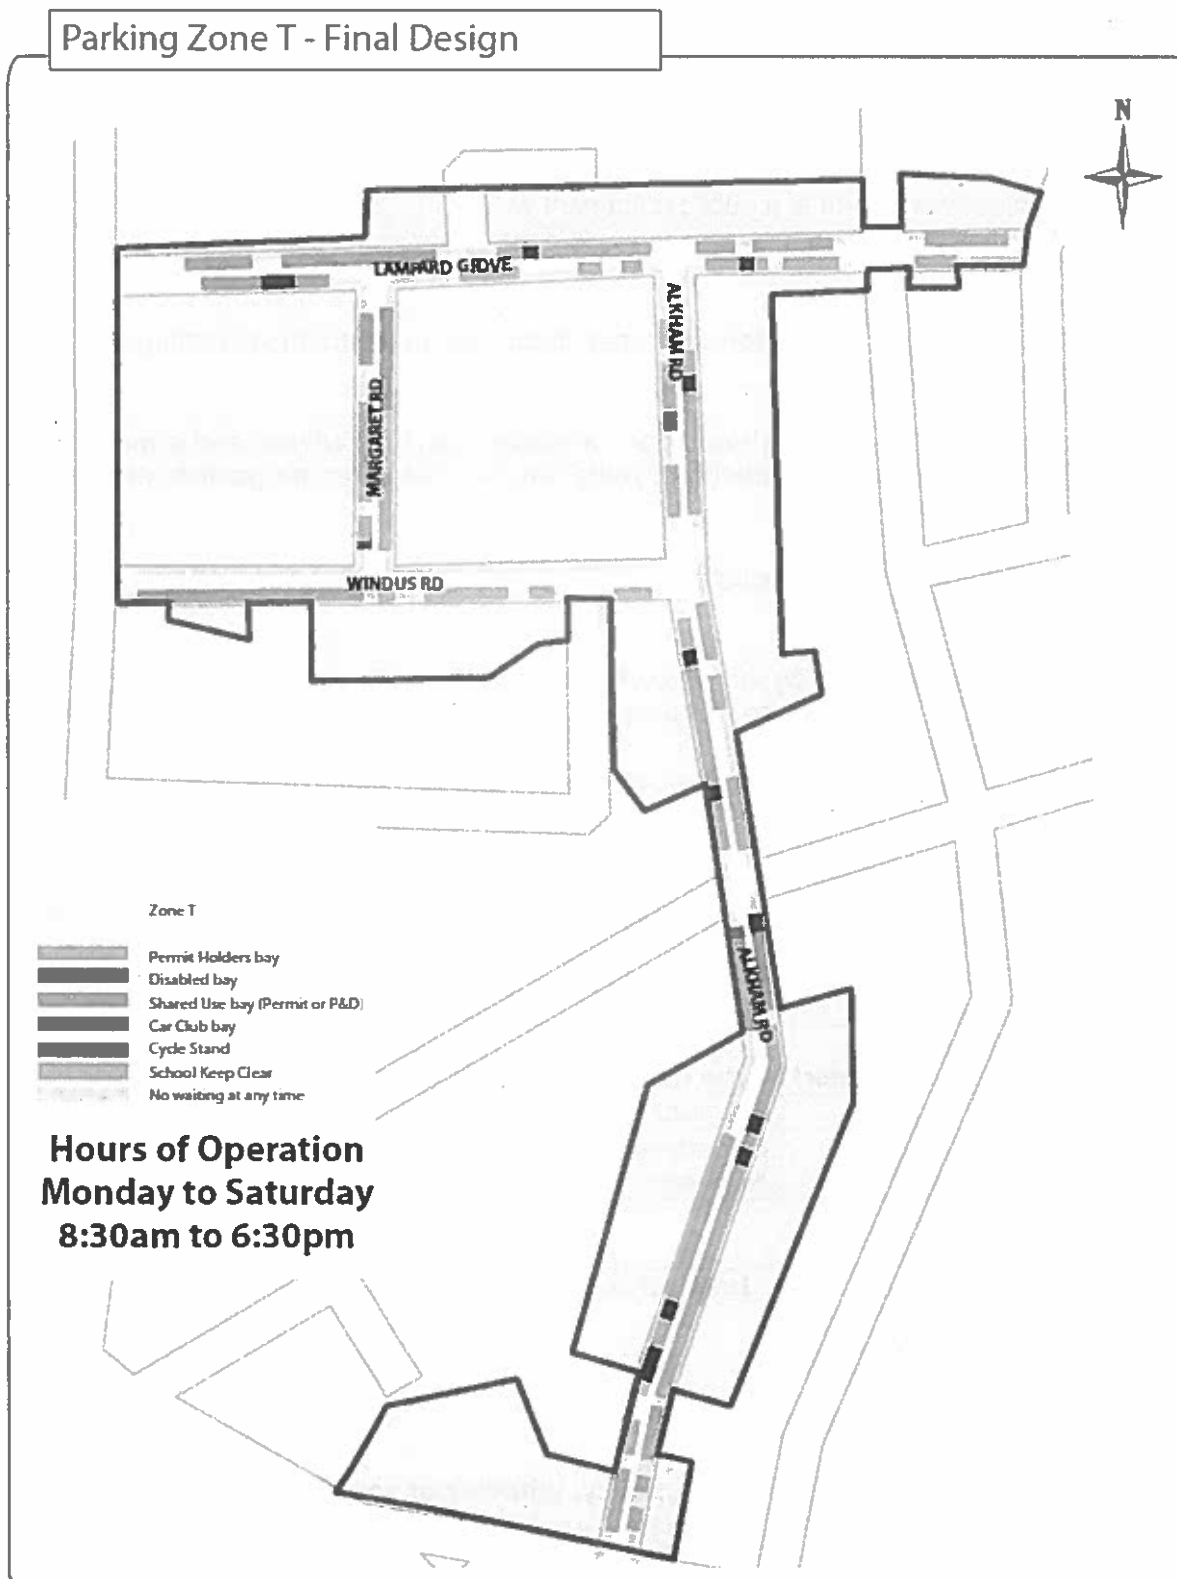 Parking Zone T - Final Design
N
LAMPARD GROVE
ALKHAM RD
MARGARET RD
WINDUS RD
ALKHAM RD
Zone T
Permit Holders bay
Disabled bay
Shared Use bay (Permit or P&D)
Car Club bay
Cycle Stand
School Keep Clear
No waiting at any time
Hours of Operation
Monday to Saturday
8:30am to 6:30pm